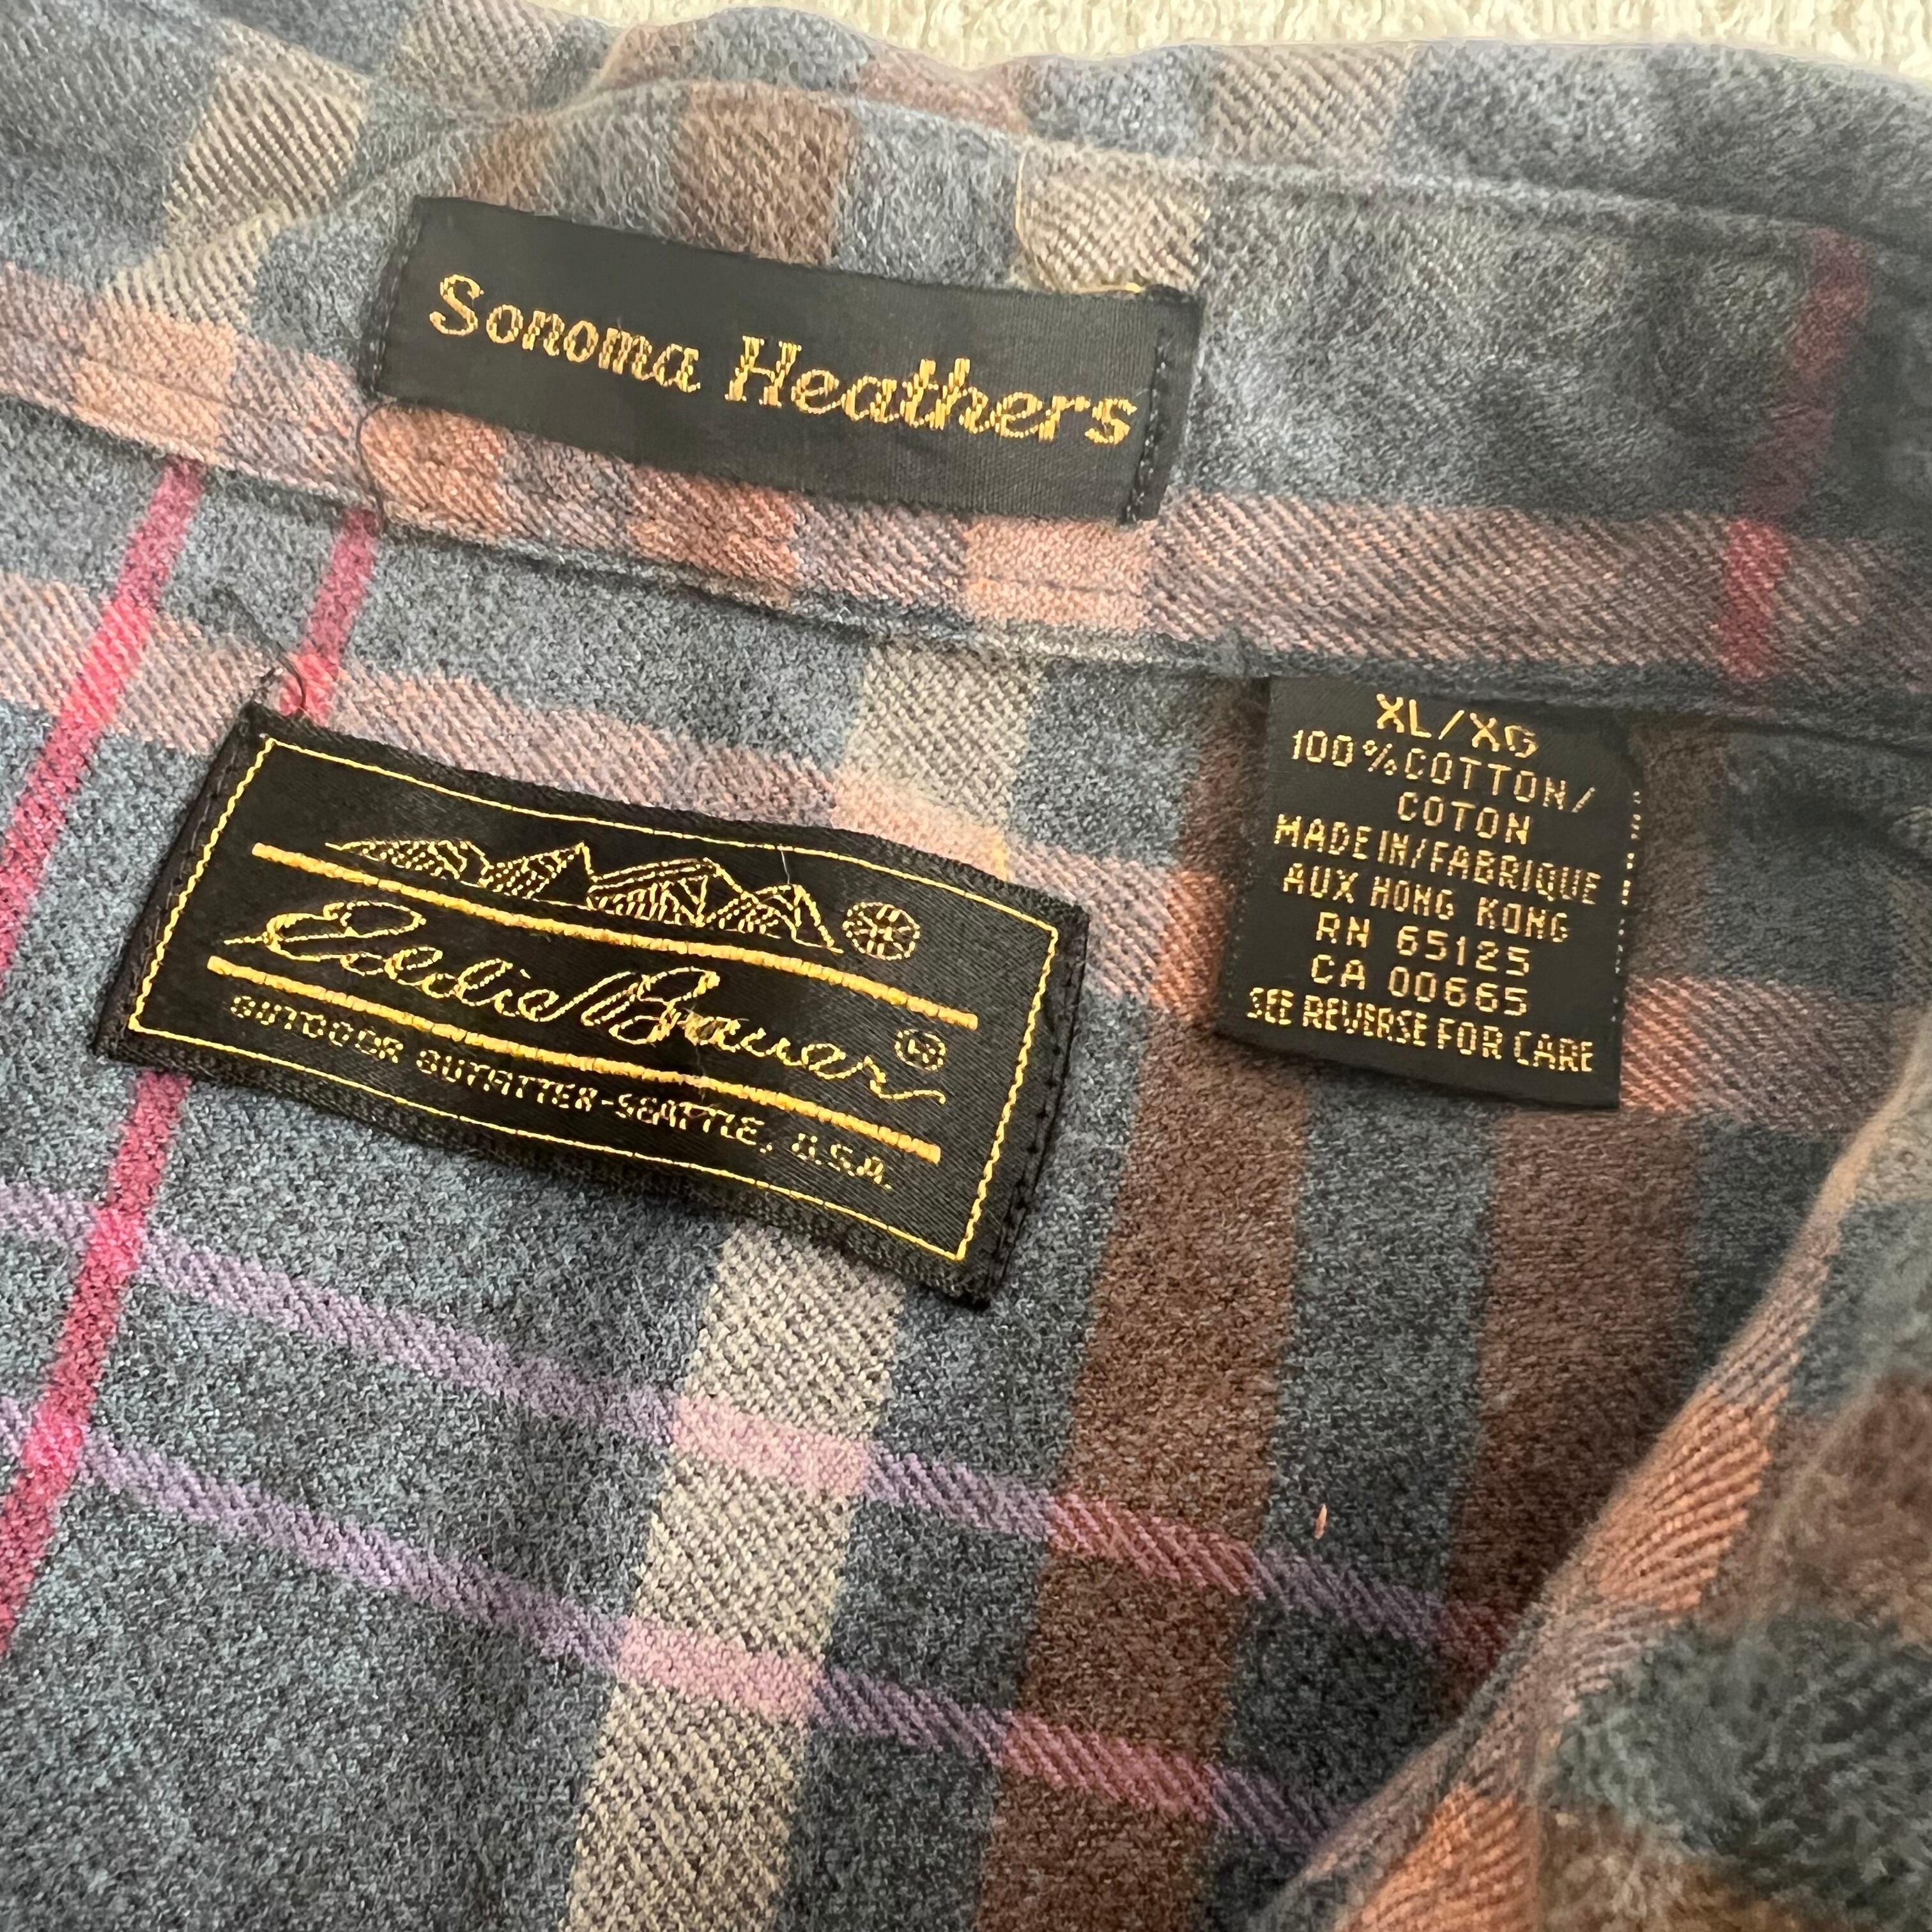 Sonoma Heathers
Eddie Bauer ®
OUTDOOR OUTFITTER-SEATTLE, U.S.A.
XL/XG
100%COTTON/
COTON
MADE IN/FABRIQUE
AUX HONG KONG
RN 65125
CA 00665
SEE REVERSE FOR CARE